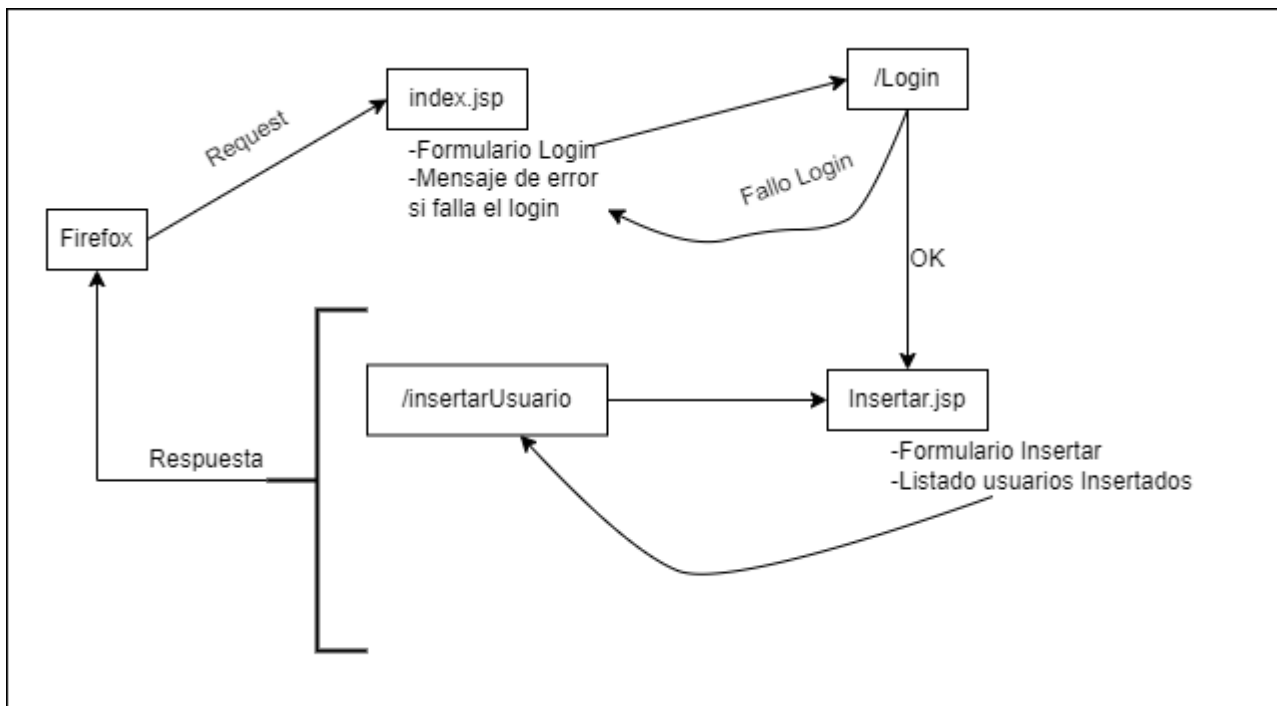 /Login
index.jsp
Request
-Formulario Login
-Mensaje de error
si falla el login
Fallo Login
Firefox
OK
/insertarUsuario
Insertar.jsp
-Formulario Insertar
-Listado usuarios Insertados
Respuesta